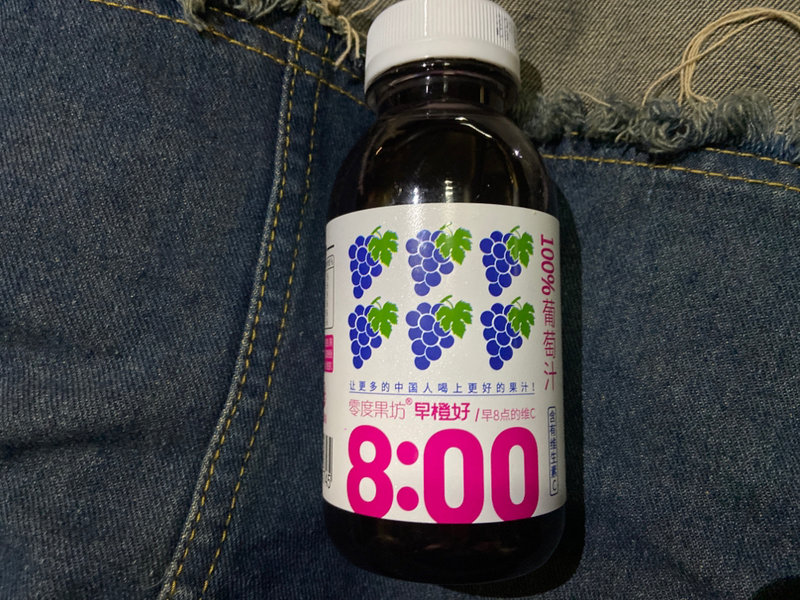 100%葡萄汁
让更多的中国人喝上更好的果汁！
零度果坊®早橙好/早8点的维C
含有维生素C
8:00